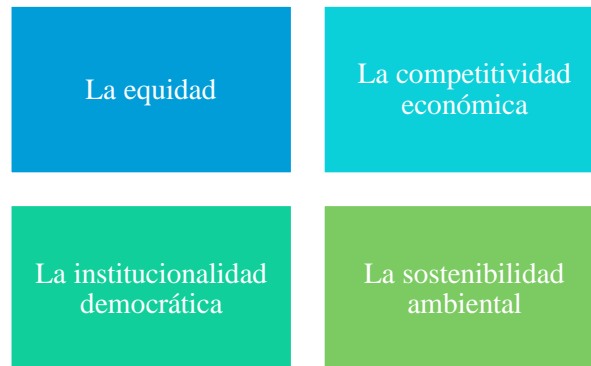 La equidad
La competitividad
económica
La institucionalidad
democrática
La sostenibilidad
ambiental